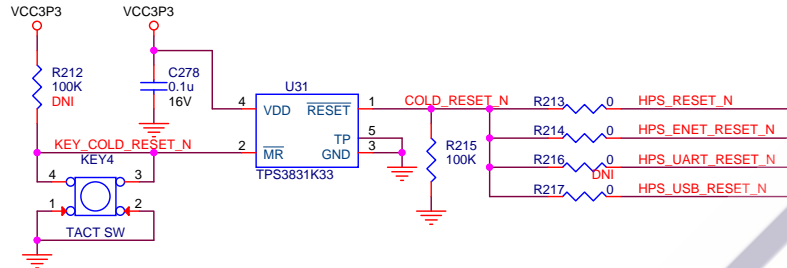 VCC3P3
VCC3P3
R212
100K
DNI
C278
0.1u
16V
U31
4
VDD
RESET
1
COLD_RESET_N
R213
0
HPS_RESET_N
R214
0
HPS_ENET_RESET_N
TP
5
KEY_COLD_RESET_N
2
MR
GND
3
R215
100K
R216
0
DNI
HPS_UART_RESET_N
TPS3831K33
R217
0
HPS_USB_RESET_N
KEY4
4
3
1
2
TACT SW